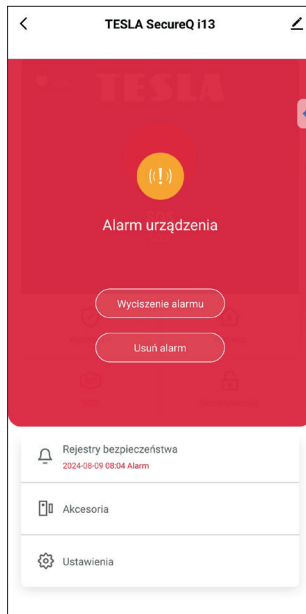 TESLA SecureQ i13
TESLA
Alarm urządzenia
Wyciszenie alarmu
Usuń alarm
Rejestry bezpieczeństwa
2024-08-09 08:04 Alarm
Akcesoria
Ustawienia